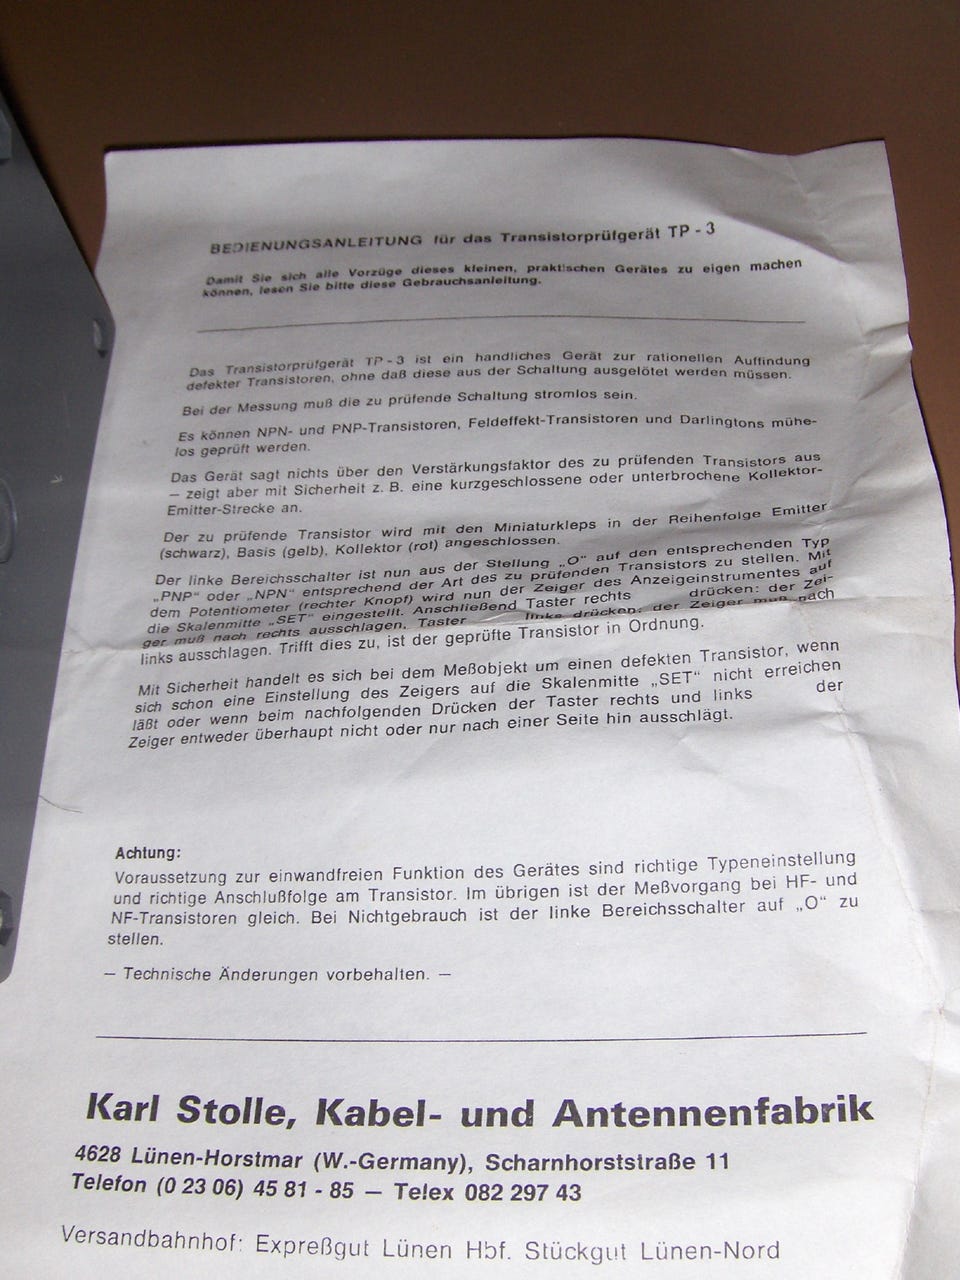 BEDIENUNGSANLEITUNG für das Transistorprüfgerät TP - 3
Damit Sie sich alle Vorzüge dieses kleinen, praktischen Gerätes zu eigen machen
können, lesen Sie bitte diese Gebrauchsanleitung.
Das Transistorprüfgerät TP - 3 ist ein handliches Gerät zur rationellen Auffindung
defekter Transistoren, ohne daß diese aus der Schaltung ausgelötet werden müssen.
Bei der Messung muß die zu prüfende Schaltung stromlos sein.
Es können NPN- und PNP-Transistoren, Feldeffekt-Transistoren und Darlingtons mühe-
los geprüft werden.
Das Gerät sagt nichts über den Verstärkungsfaktor des zu prüfenden Transistors aus
— zeigt aber mit Sicherheit z. B. eine kurzgeschlossene oder unterbrochene Kollektor-
Emitter-Strecke an.
Der zu prüfende Transistor wird mit den Miniaturkleps in der Reihenfolge Emitter
(schwarz), Basis (gelb), Kollektor (rot) angeschlossen.
Der linke Bereichsschalter ist nun aus der Stellung „O“ auf den entsprechenden Typ
„PNP“ oder „NPN“ entsprechend der Art des zu prüfenden Transistors zu stellen. Mit
dem Potentiometer (rechter Knopf) wird nun der Zeiger des Anzeigeinstrumentes auf
die Skalenmitte „SET“ eingestellt. Anschließend Taster rechts drücken: der Zei-
ger muß nach rechts ausschlagen. Taster links drücken: der Zeiger muß nach
links ausschlagen. Trifft dies zu, ist der geprüfte Transistor in Ordnung.
Mit Sicherheit handelt es sich bei dem Meßobjekt um einen defekten Transistor, wenn
sich schon eine Einstellung des Zeigers auf die Skalenmitte „SET“ nicht erreichen
läßt oder wenn beim nachfolgenden Drücken der Taster rechts und links der
Zeiger entweder überhaupt nicht oder nur nach einer Seite hin ausschlägt.
Achtung:
Voraussetzung zur einwandfreien Funktion des Gerätes sind richtige Typeneinstellung
und richtige Anschlußfolge am Transistor. Im übrigen ist der Meßvorgang bei HF- und
NF-Transistoren gleich. Bei Nichtgebrauch ist der linke Bereichsschalter auf „O“ zu
stellen.
— Technische Änderungen vorbehalten. —
Karl Stolle, Kabel- und Antennenfabrik
4628 Lünen-Horstmar (W.-Germany), Scharnhorststraße 11
Telefon (0 23 06) 45 81 - 85 — Telex 082 297 43
Versandbahnhof: Expreßgut Lünen Hbf. Stückgut Lünen-Nord